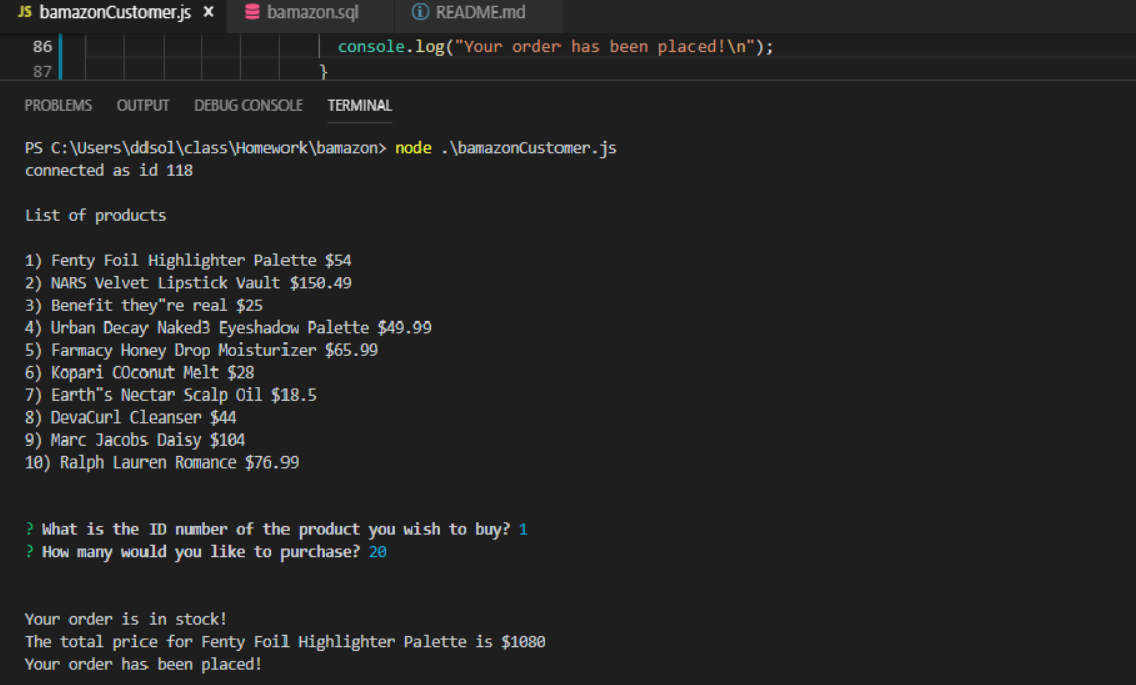 JS bamazonCustomer.js × bamazon.sql README.md
86 console.log("Your order has been placed!\n");
87 }
PROBLEMS OUTPUT DEBUG CONSOLE TERMINAL
PS C:\Users\ddsol\class\Homework\bamazon> node .\bamazonCustomer.js
connected as id 118
List of products
1) Fenty Foil Highlighter Palette $54
2) NARS Velvet Lipstick Vault $150.49
3) Benefit they"re real $25
4) Urban Decay Naked3 Eyeshadow Palette $49.99
5) Farmacy Honey Drop Moisturizer $65.99
6) Kopari COconut Melt $28
7) Earth"s Nectar Scalp Oil $18.5
8) DevaCurl Cleanser $44
9) Marc Jacobs Daisy $104
10) Ralph Lauren Romance $76.99
? What is the ID number of the product you wish to buy? 1
? How many would you like to purchase? 20
Your order is in stock!
The total price for Fenty Foil Highlighter Palette is $1080
Your order has been placed!